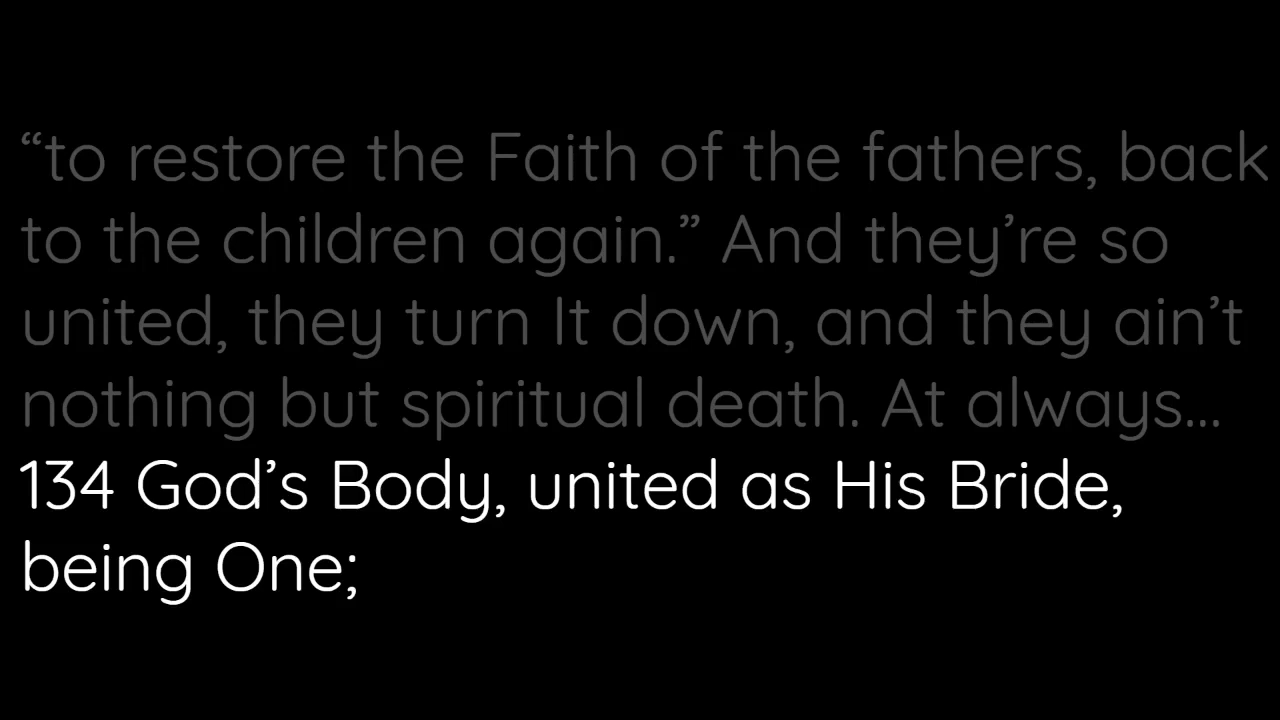 “to restore the Faith of the fathers, back
to the children again.” And they’re so
united, they turn It down, and they ain’t
nothing but spiritual death. At always...
134 God’s Body, united as His Bride,
being One;